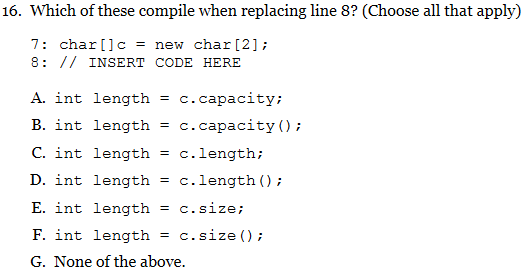 16. Which of these compile when replacing line 8? (Choose all that apply)
7: char[]c = new char[2];
8: // INSERT CODE HERE
A. int length = c.capacity;
B. int length = c.capacity();
C. int length = c.length;
D. int length = c.length();
E. int length = c.size;
F. int length = c.size();
G. None of the above.